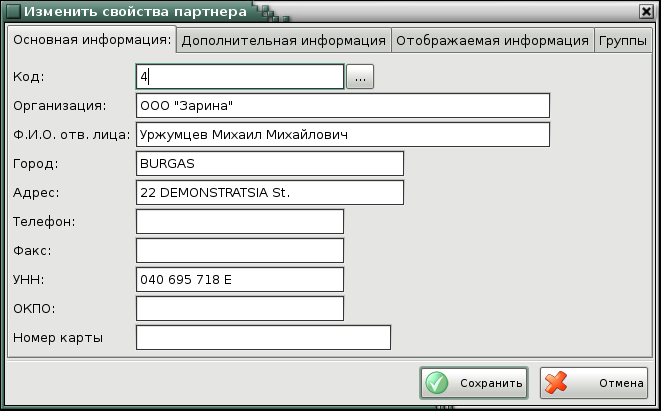 Изменить свойства партнера
Основная информация: Дополнительная информация Отображаемая информация Группы
Код: 4 ...
Организация: ООО "Зарина"
Ф.И.О. отв. лица: Уржумцев Михаил Михайлович
Город: BURGAS
Адрес: 22 DEMONSTRATSIA St.
Телефон:
Факс:
УНН: 040 695 718 E
ОКПО:
Номер карты
Сохранить Отмена